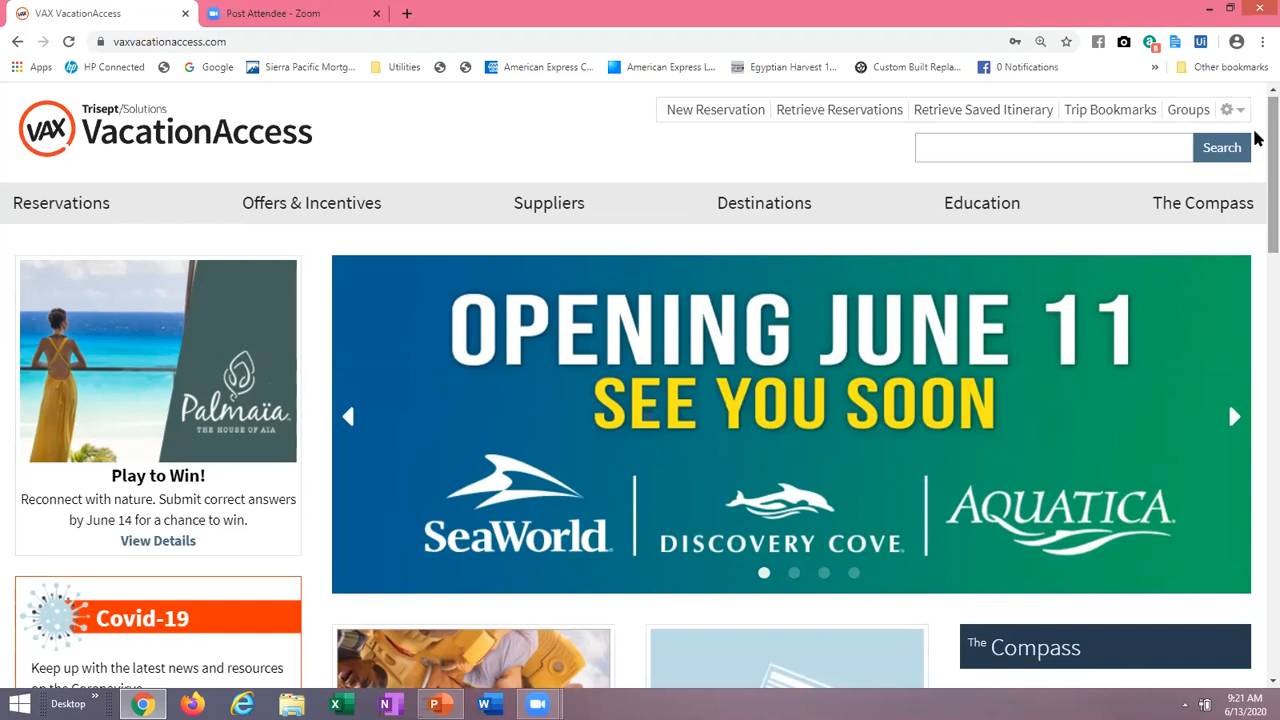 VAX VacationAccess
Post Attendee - Zoom
vaxvacationaccess.com
Apps
HP Connected
Google
Sierra Pacific Mortg...
Utilities
American Express C...
American Express L...
Egyptian Harvest 1...
Custom Built Repla...
0 Notifications
»
Other bookmarks
VAX
Trisept/Solutions
VacationAccess
New Reservation
Retrieve Reservations
Retrieve Saved Itinerary
Trip Bookmarks
Groups
Search
Reservations
Offers & Incentives
Suppliers
Destinations
Education
The Compass
Palmaïa
THE HOUSE OF AïA
Play to Win!
Reconnect with nature. Submit correct answers
by June 14 for a chance to win.
View Details
OPENING JUNE 11
SEE YOU SOON
SeaWorld
DISCOVERY COVE
AQUATICA
Covid-19
Keep up with the latest news and resources
The Compass
Desktop
»
9:21 AM
6/13/2020